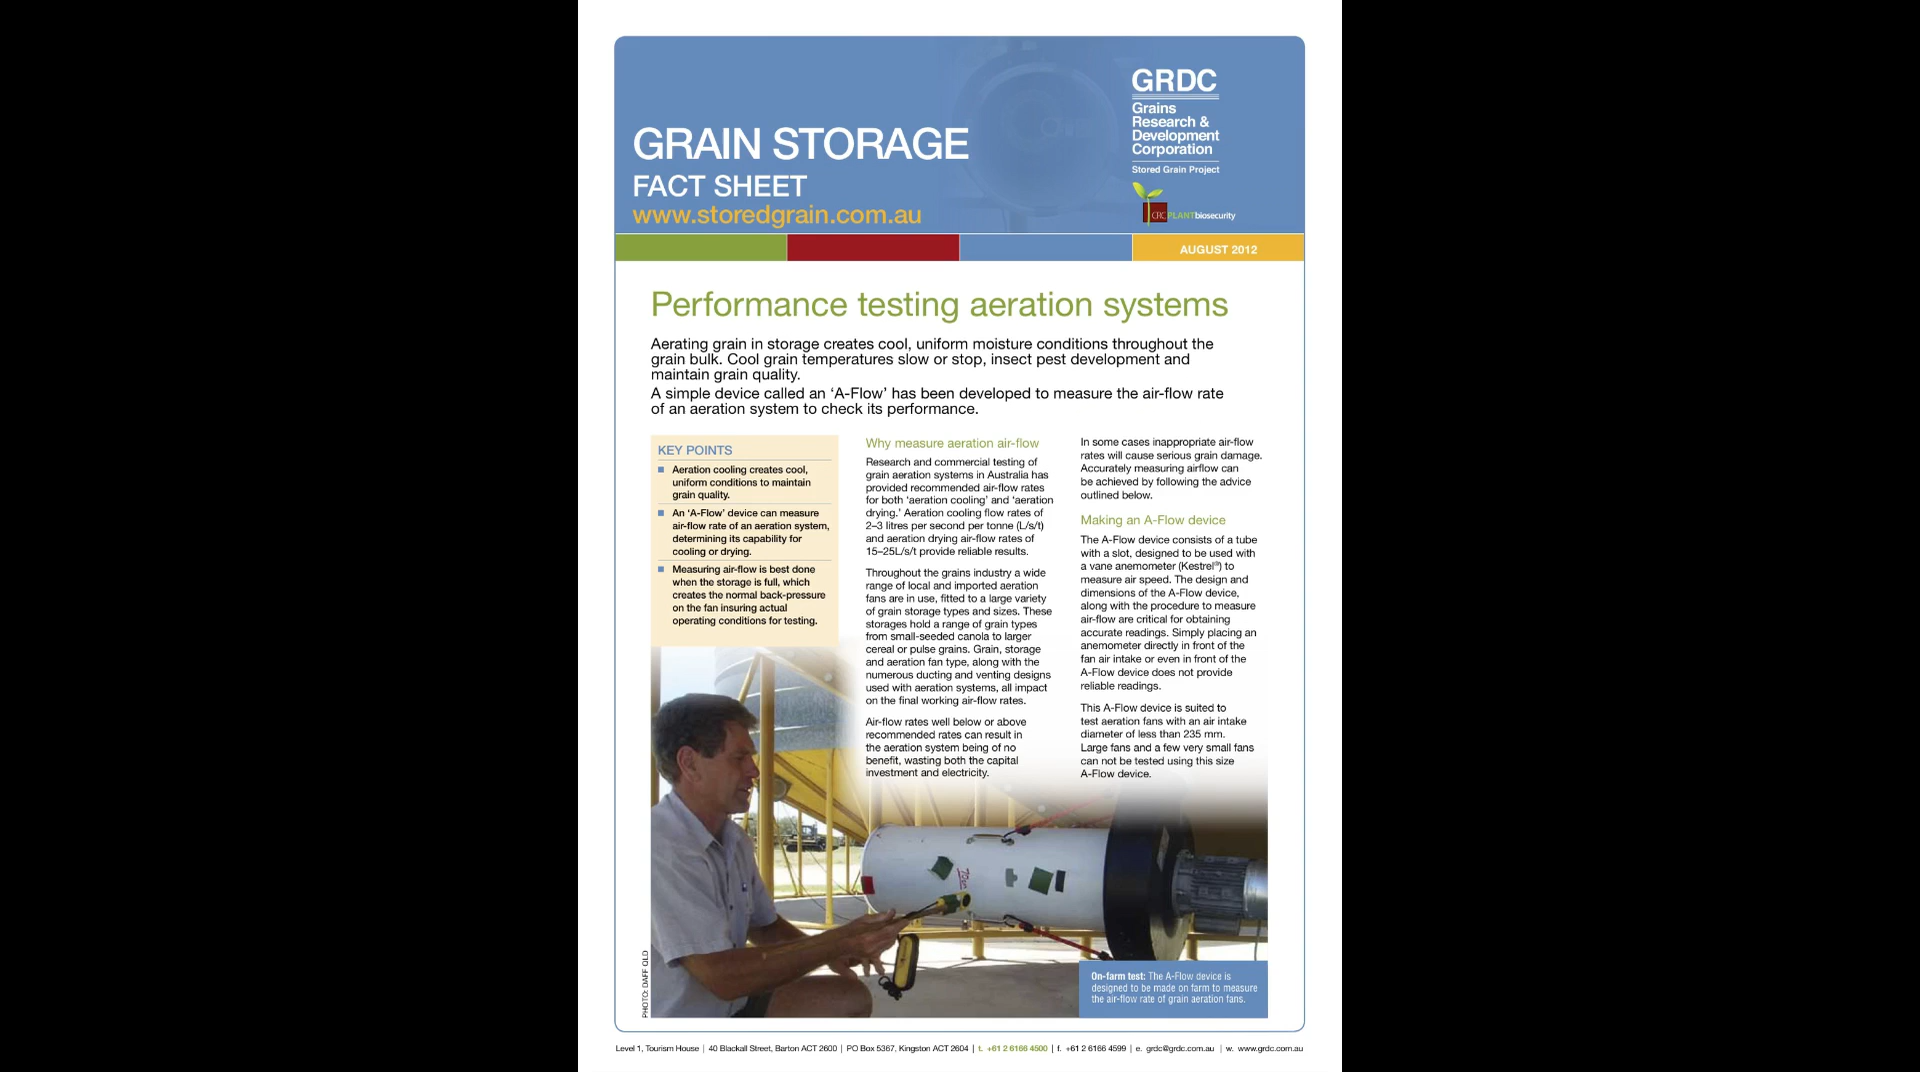 GRDC
Grains
Research &
Development
Corporation
Stored Grain Project
CRC PLANTbiosecurity
GRAIN STORAGE
FACT SHEET
www.storedgrain.com.au
AUGUST 2012
Performance testing aeration systems
Aerating grain in storage creates cool, uniform moisture conditions throughout the
grain bulk. Cool grain temperatures slow or stop, insect pest development and
maintain grain quality.
A simple device called an ‘A-Flow’ has been developed to measure the air-flow rate
of an aeration system to check its performance.
KEY POINTS
Aeration cooling creates cool,
uniform conditions to maintain
grain quality.
An ‘A-Flow’ device can measure
air-flow rate of an aeration system,
determining its capability for
cooling or drying.
Measuring air-flow is best done
when the storage is full, which
creates the normal back-pressure
on the fan insuring actual
operating conditions for testing.
Why measure aeration air-flow
Research and commercial testing of
grain aeration systems in Australia has
provided recommended air-flow rates
for both ‘aeration cooling’ and ‘aeration
drying.’ Aeration cooling flow rates of
2–3 litres per second per tonne (L/s/t)
and aeration drying air-flow rates of
15–25L/s/t provide reliable results.
Throughout the grains industry a wide
range of local and imported aeration
fans are in use, fitted to a large variety
of grain storage types and sizes. These
storages hold a range of grain types
from small-seeded canola to larger
cereal or pulse grains. Grain, storage
and aeration fan type, along with the
numerous ducting and venting designs
used with aeration systems, all impact
on the final working air-flow rates.
Air-flow rates well below or above
recommended rates can result in
the aeration system being of no
benefit, wasting both the capital
investment and electricity.
In some cases inappropriate air-flow
rates will cause serious grain damage.
Accurately measuring airflow can
be achieved by following the advice
outlined below.
Making an A-Flow device
The A-Flow device consists of a tube
with a slot, designed to be used with
a vane anemometer (Kestrel®) to
measure air speed. The design and
dimensions of the A-Flow device,
along with the procedure to measure
air-flow are critical for obtaining
accurate readings. Simply placing an
anemometer directly in front of the
fan air intake or even in front of the
A-Flow device does not provide
reliable readings.
This A-Flow device is suited to
test aeration fans with an air intake
diameter of less than 235 mm.
Large fans and a few very small fans
can not be tested using this size
A-Flow device.
PHOTO: DAFF QLD
On-farm test: The A-Flow device is
designed to be made on farm to measure
the air-flow rate of grain aeration fans.
Level 1, Tourism House | 40 Blackall Street, Barton ACT 2600 | PO Box 5367, Kingston ACT 2604 | t. +61 2 6166 4500 | f. +61 2 6166 4599 | e. grdc@grdc.com.au | w. www.grdc.com.au